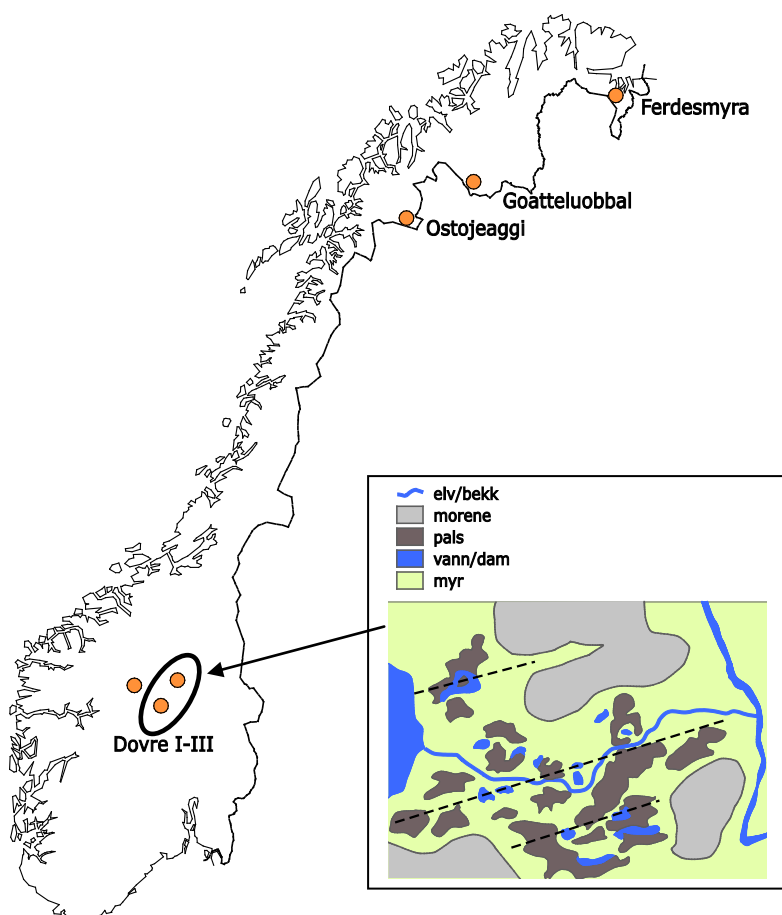 Ferdesmyra
Goatteluobbal
Ostojeaggi
elv/bekk
morene
pals
vann/dam
myr
Dovre I-III